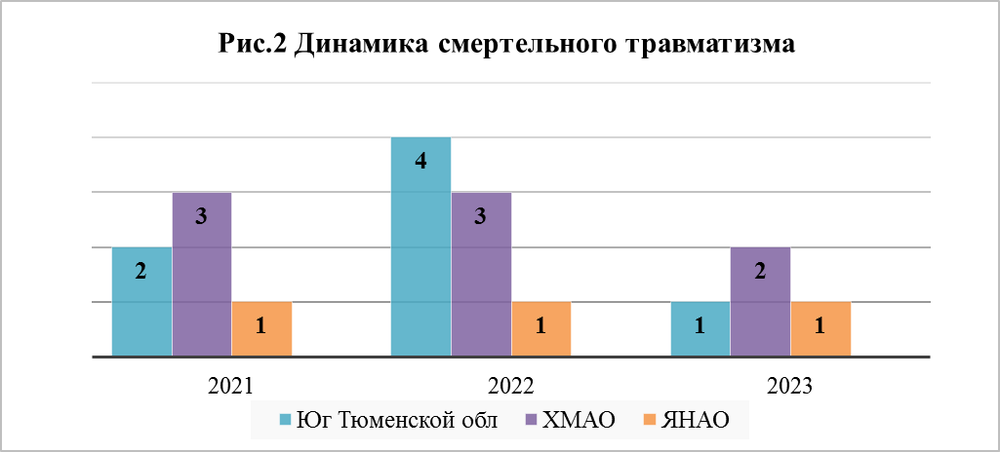 Рис.2 Динамика смертельного травматизма
2 3 1 4 3 1 1 2 1
2021 2022 2023
Юг Тюменской обл ХМАО ЯНАО